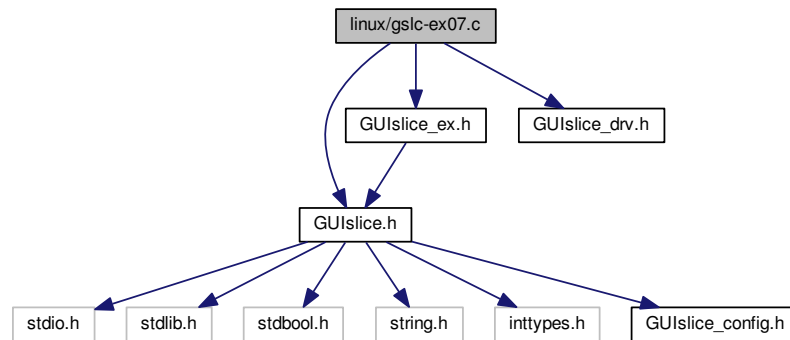 linux/gslc-ex07.c
GUIslice_ex.h
GUIslice_drv.h
GUIslice.h
stdio.h
stdlib.h
stdbool.h
string.h
inttypes.h
GUIslice_config.h